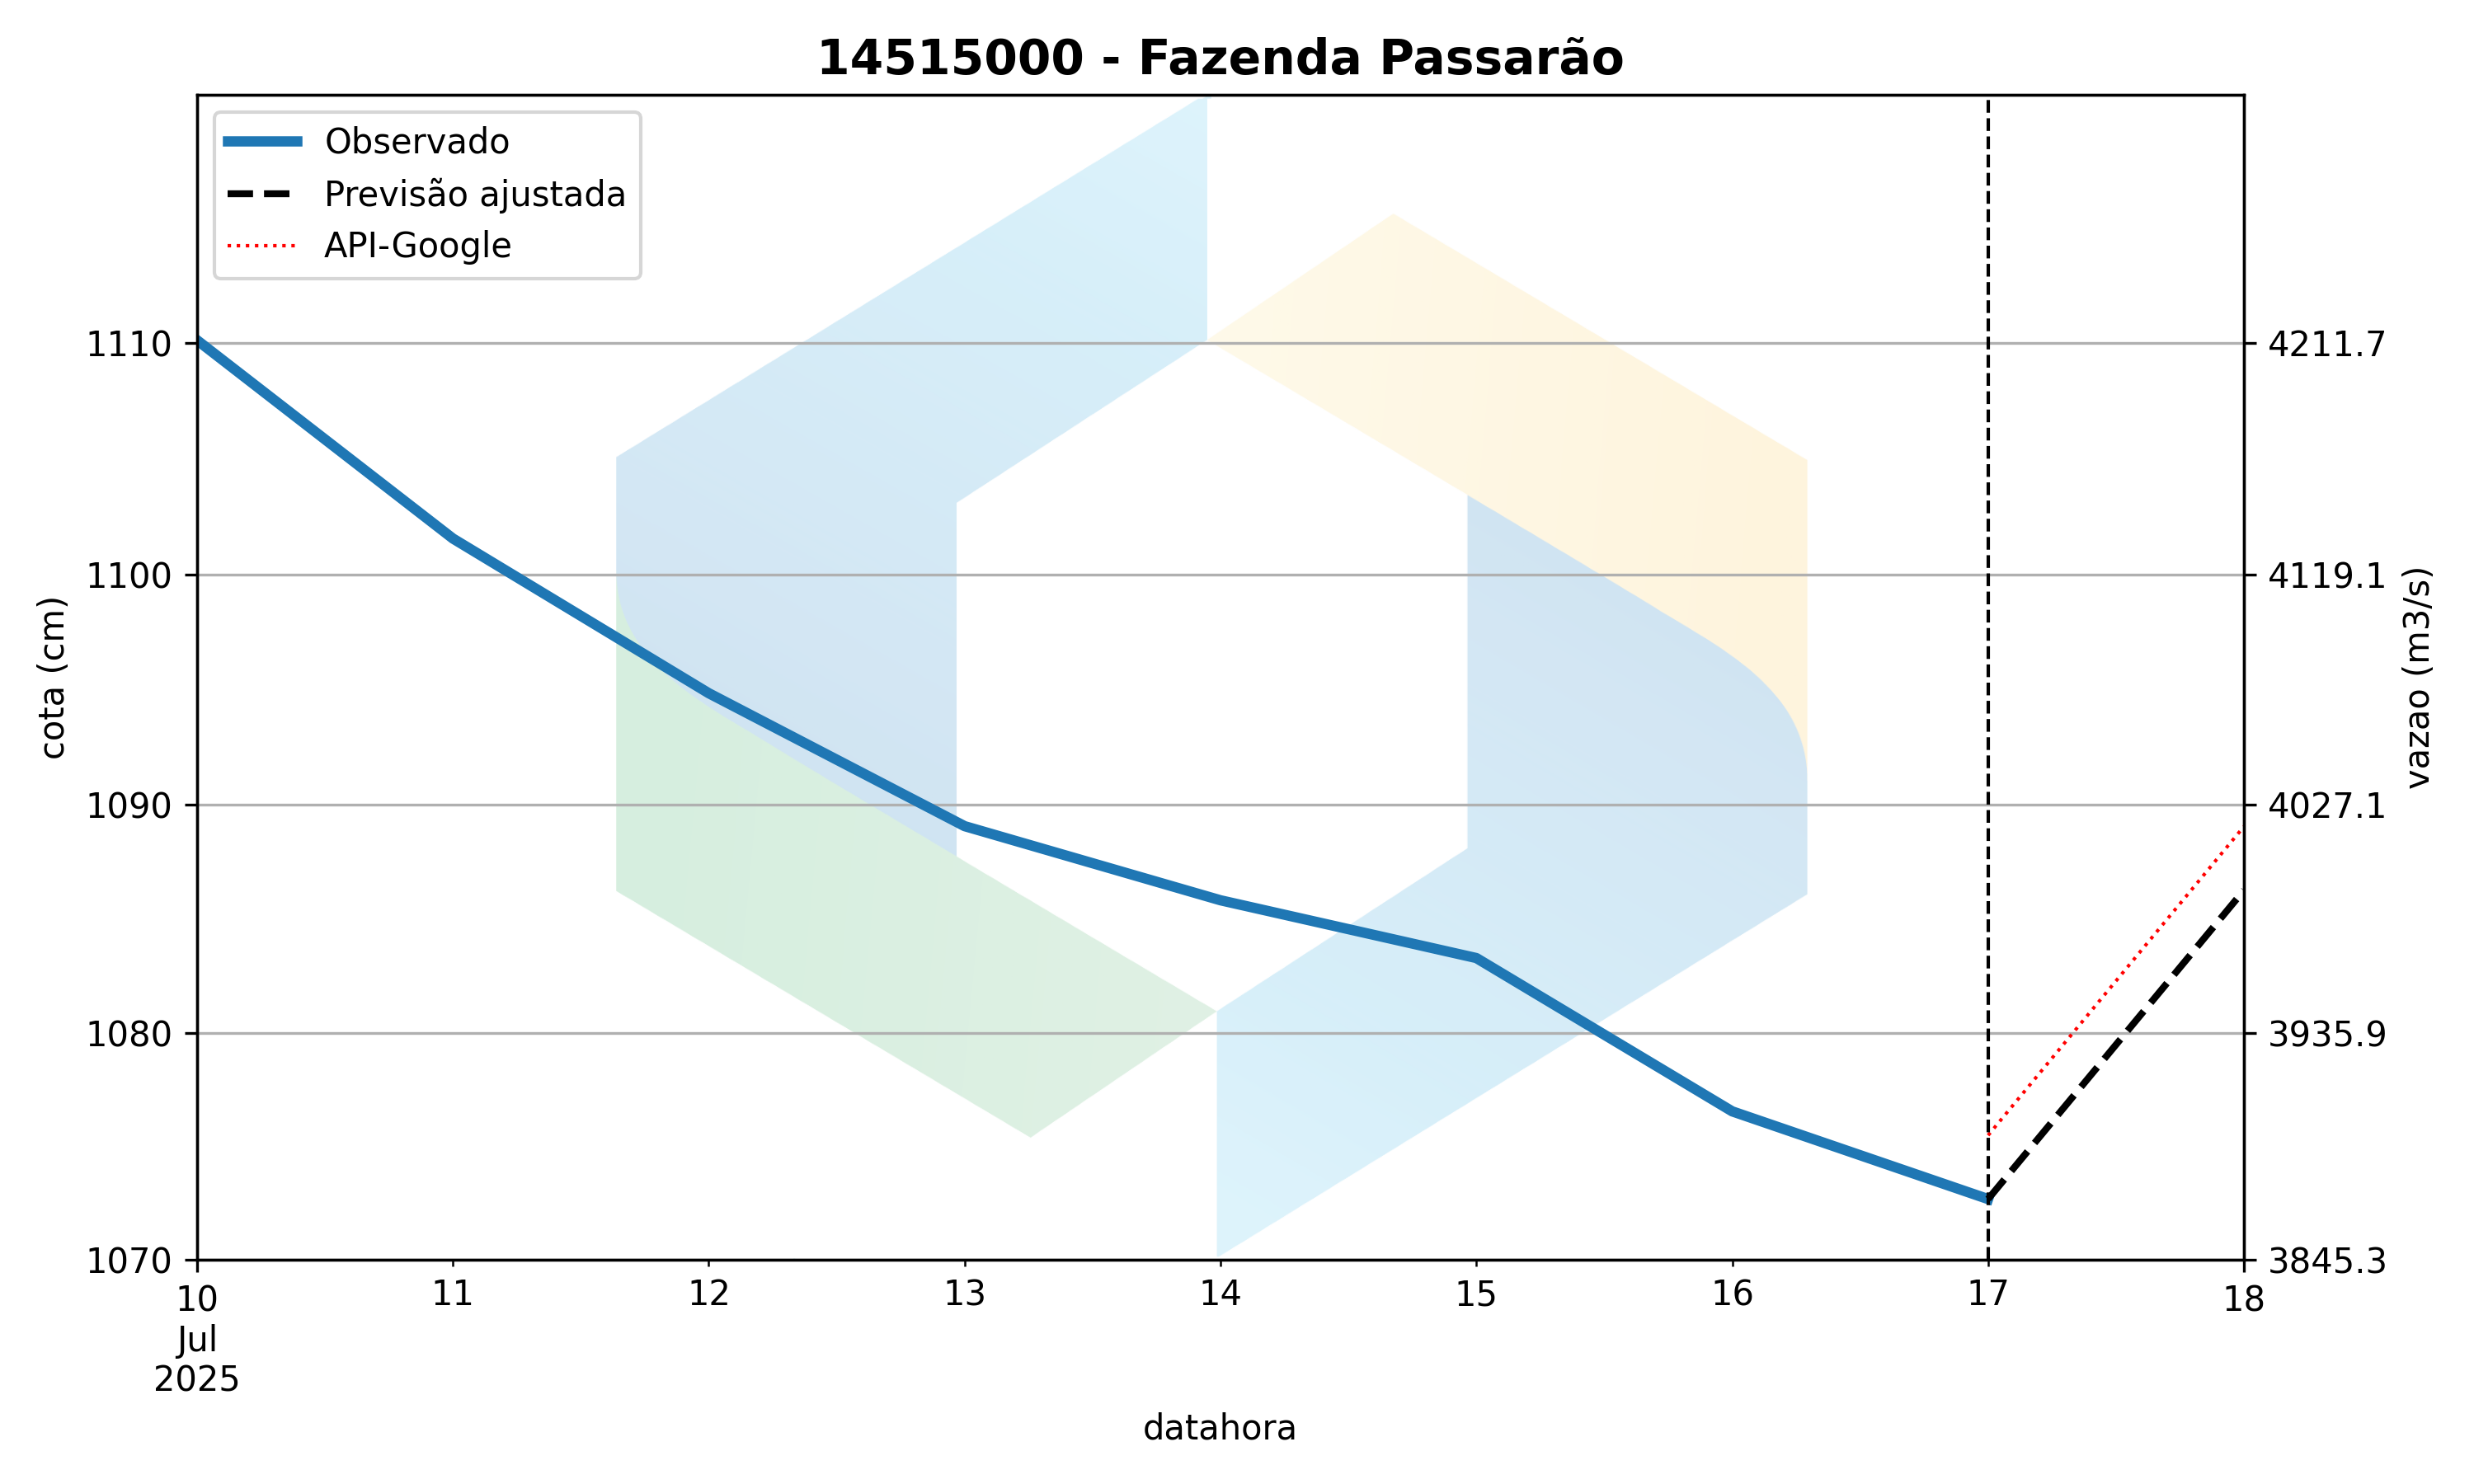 14515000 - Fazenda Passarão
Observado
Previsão ajustada
API-Google
1110
1100
1090
1080
1070
cota (cm)
4211.7
4119.1
4027.1
3935.9
3845.3
vazao (m3/s)
10
11
12
13
14
15
16
17
18
Jul
2025
datahora